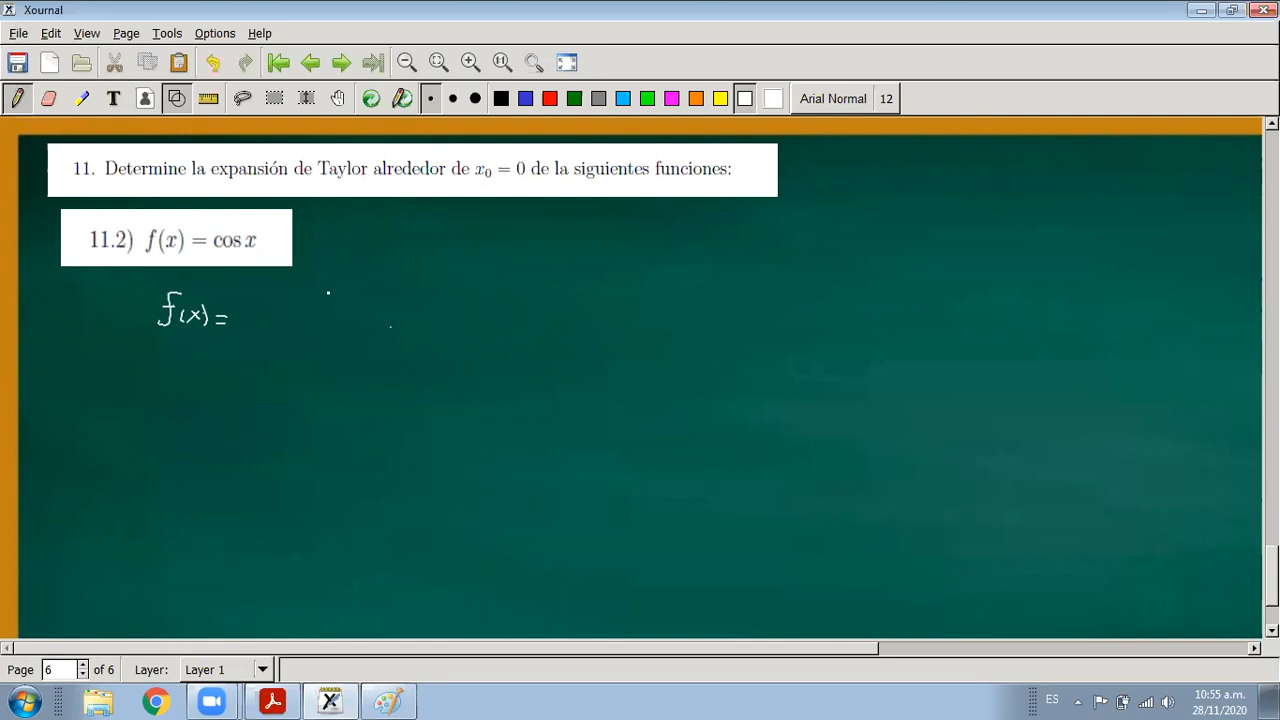 Xournal
File Edit View Page Tools Options Help
Arial Normal 12
11. Determine la expansión de Taylor alrededor de x₀ = 0 de la siguientes funciones:
11.2) f(x) = cos x
f(x) =
Page 6 of 6 Layer: Layer 1
ES 10:55 a.m.
28/11/2020